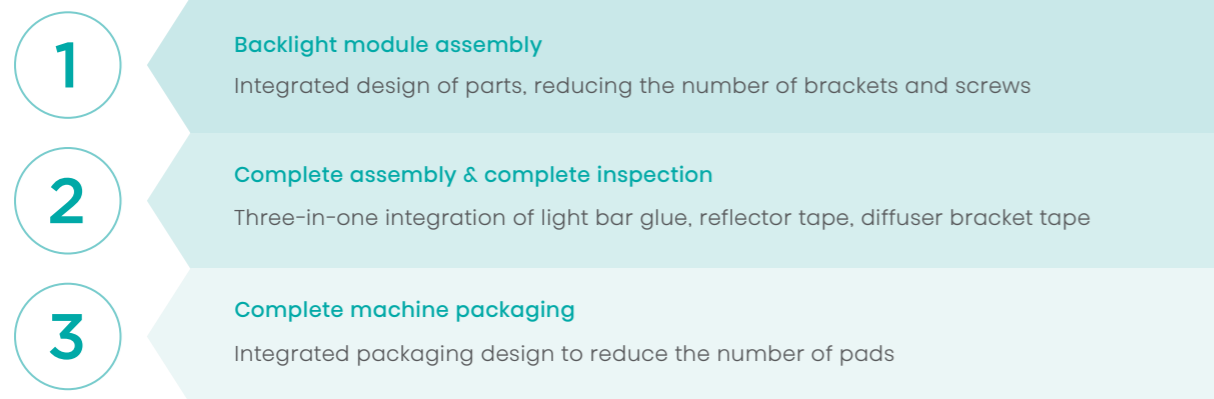 1
Backlight module assembly
Integrated design of parts, reducing the number of brackets and screws
2
Complete assembly & complete inspection
Three-in-one integration of light bar glue, reflector tape, diffuser bracket tape
3
Complete machine packaging
Integrated packaging design to reduce the number of pads